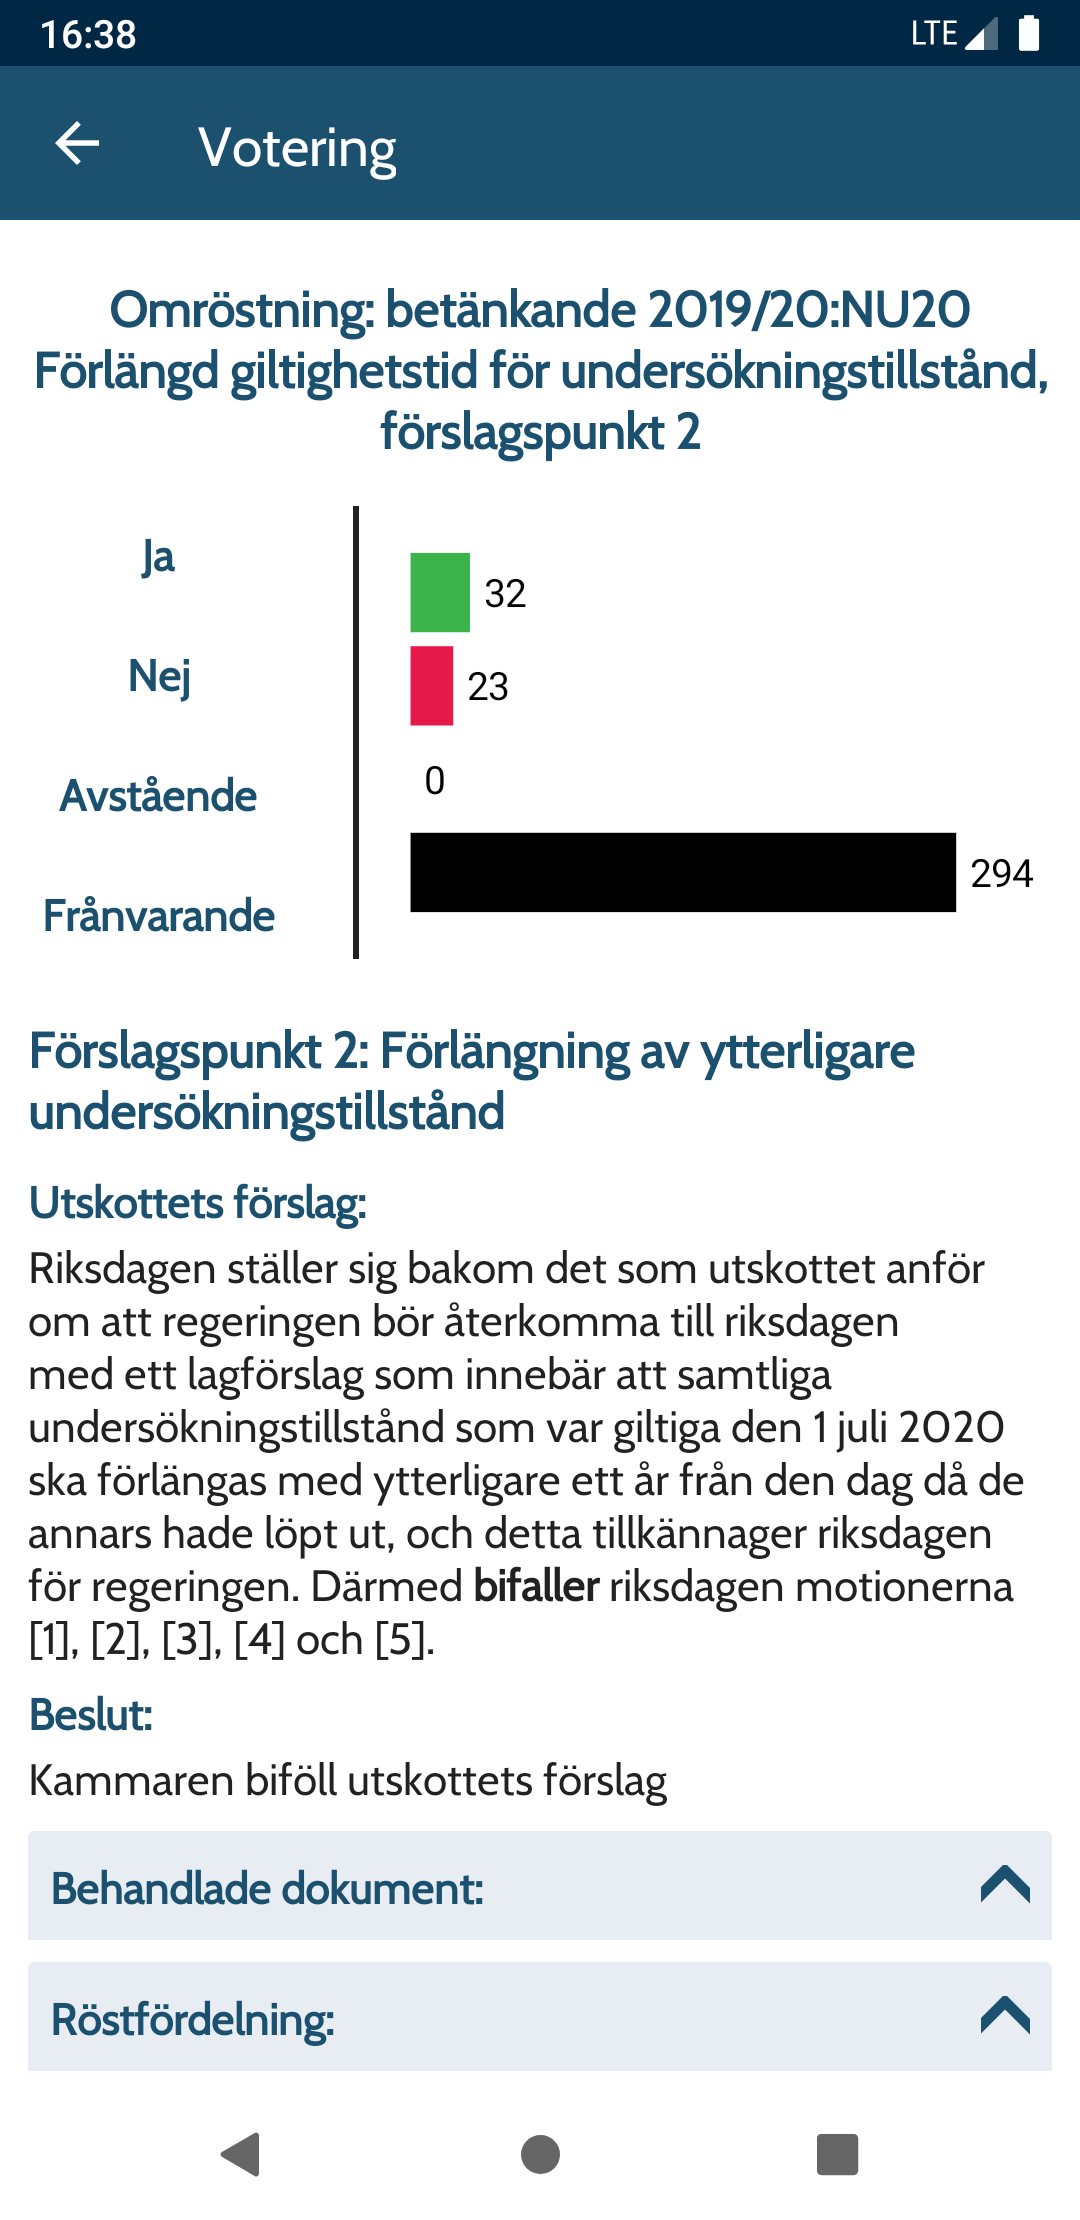 16:38
LTE
Votering
Omröstning: betänkande 2019/20:NU20
Förlängd giltighetstid för undersökningstillstånd,
förslagspunkt 2
Ja
32
Nej
23
Avstående
0
Frånvarande
294
Förslagspunkt 2: Förlängning av ytterligare
undersökningstillstånd
Utskottets förslag:
Riksdagen ställer sig bakom det som utskottet anför
om att regeringen bör återkomma till riksdagen
med ett lagförslag som innebär att samtliga
undersökningstillstånd som var giltiga den 1 juli 2020
ska förlängas med ytterligare ett år från den dag då de
annars hade löpt ut, och detta tillkännager riksdagen
för regeringen. Därmed bifaller riksdagen motionerna
[1], [2], [3], [4] och [5].
Beslut:
Kammaren biföll utskottets förslag
Behandlade dokument:
Röstfördelning: